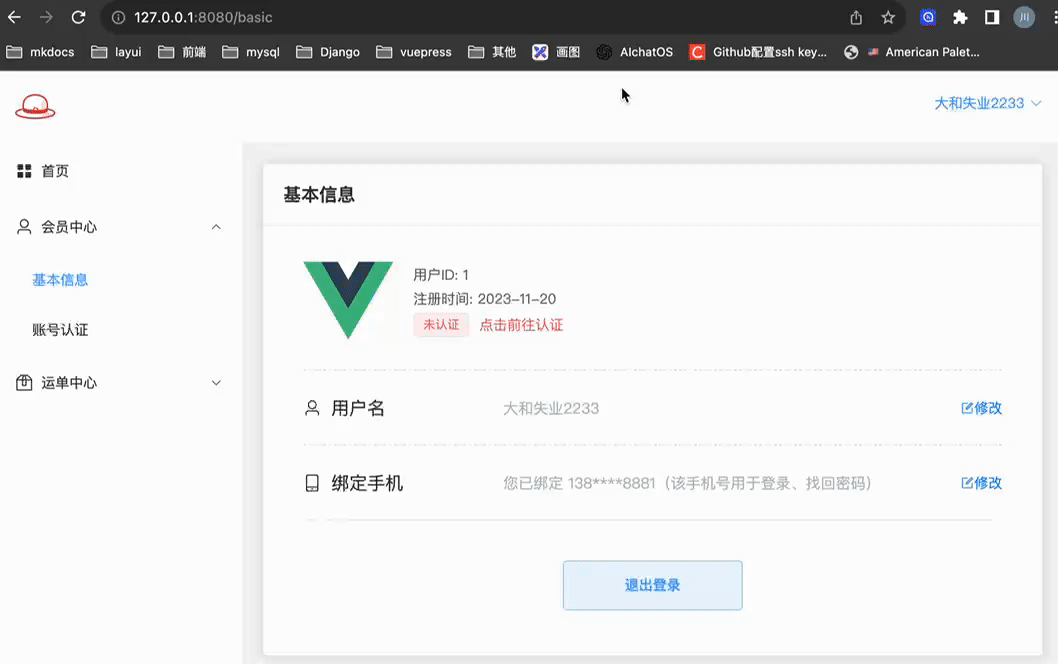 127.0.0.1:8080/basic
川
mkdocs layui 前端 mysql Django vuepress 其他 画图 AIchatOS Github配置ssh key... American Palet...
大和失业2233
首页
会员中心
基本信息
账号认证
运单中心
基本信息
用户ID: 1
注册时间: 2023-11-20
未认证 点击前往认证
用户名 大和失业2233 修改
绑定手机 您已绑定 138****8881（该手机号用于登录、找回密码） 修改
退出登录